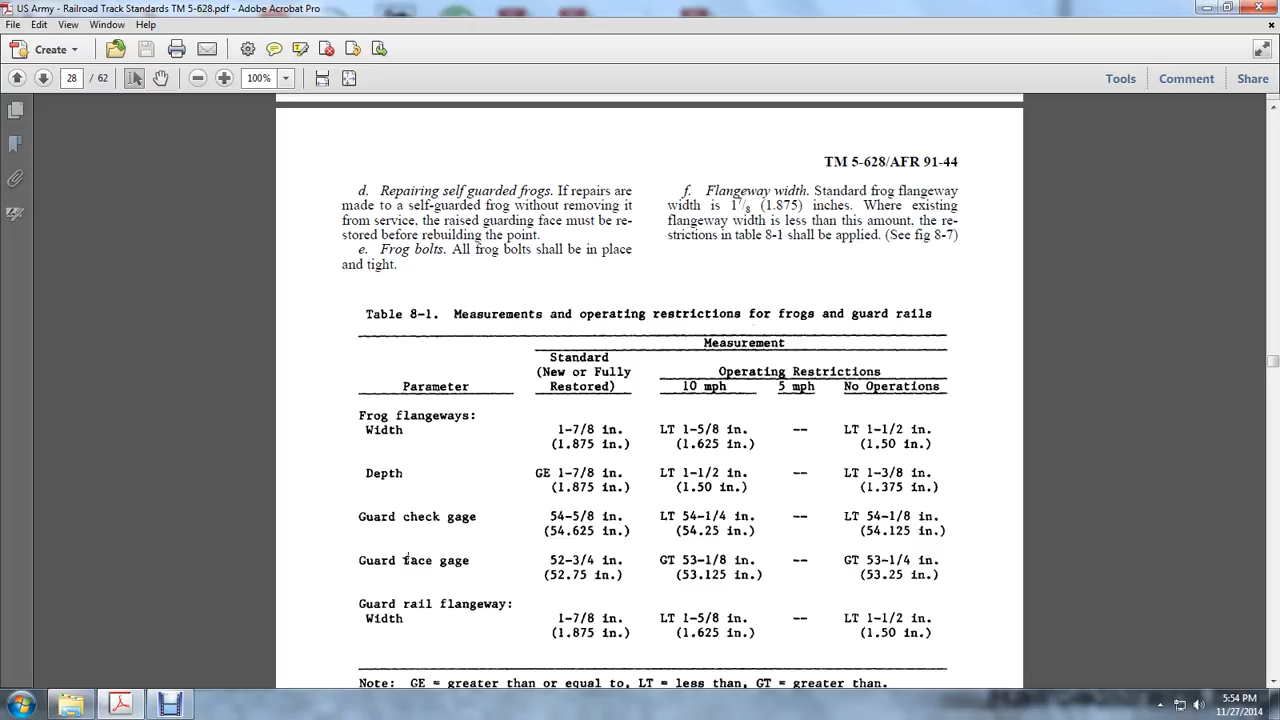 US Army - Railroad Track Standards TM 5-628.pdf - Adobe Acrobat Pro
File Edit View Window Help
Create
28 / 62 100% Tools Comment Share
TM 5-628/AFR 91-44
d. Repairing self guarded frogs. If repairs are
made to a self-guarded frog without removing it
from service, the raised guarding face must be re-
stored before rebuilding the point.
e. Frog bolts. All frog bolts shall be in place
and tight.
f. Flangeway width. Standard frog flangeway
width is 1 7/8 (1.875) inches. Where existing
flangeway width is less than this amount, the re-
strictions in table 8-1 shall be applied. (See fig 8-7)
Table 8-1. Measurements and operating restrictions for frogs and guard rails
Measurement
Standard
(New or Fully Operating Restrictions
Parameter Restored) 10 mph 5 mph No Operations
Frog flangeways:
Width 1-7/8 in. LT 1-5/8 in. -- LT 1-1/2 in.
(1.875 in.) (1.625 in.) (1.50 in.)
Depth GE 1-7/8 in. LT 1-1/2 in. -- LT 1-3/8 in.
(1.875 in.) (1.50 in.) (1.375 in.)
Guard check gage 54-5/8 in. LT 54-1/4 in. -- LT 54-1/8 in.
(54.625 in.) (54.25 in.) (54.125 in.)
Guard face gage 52-3/4 in. GT 53-1/8 in. -- GT 53-1/4 in.
(52.75 in.) (53.125 in.) (53.25 in.)
Guard rail flangeway:
Width 1-7/8 in. LT 1-5/8 in. -- LT 1-1/2 in.
(1.875 in.) (1.625 in.) (1.50 in.)
Note: GE = greater than or equal to, LT = less than, GT = greater than.
5:54 PM
11/27/2014